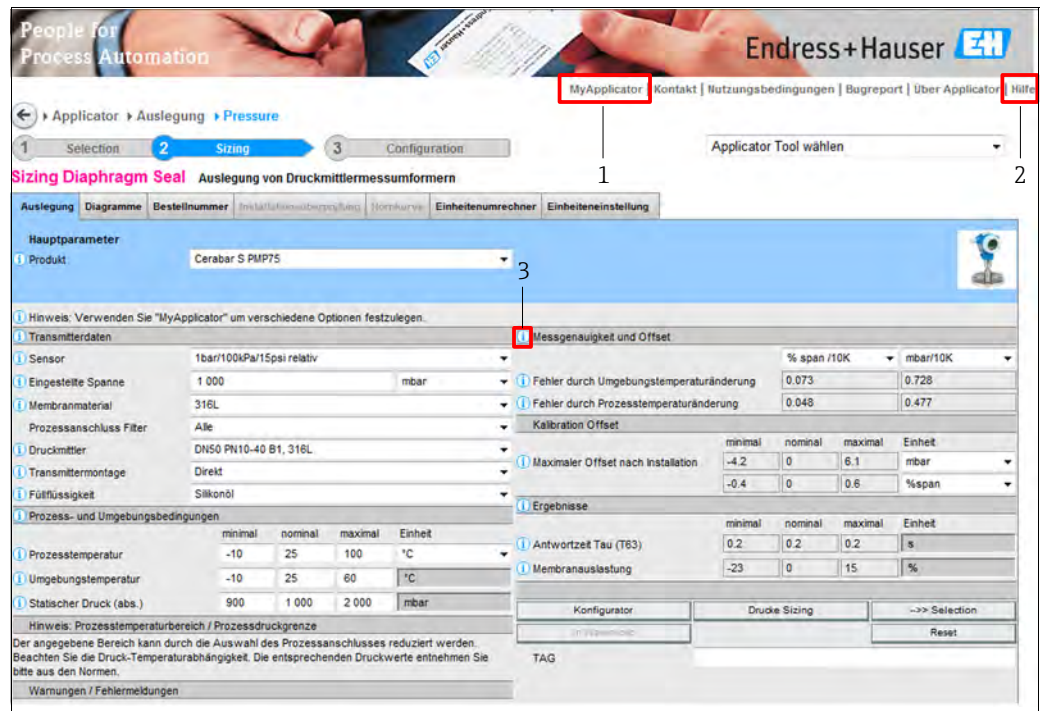 People for
Process Automation
Endress+Hauser EH
MyApplicator | Kontakt | Nutzungsbedingungen | Bugreport | Über Applicator | Hilfe
Applicator Auslegung Pressure
1 Selection 2 Sizing 3 Configuration
Applicator Tool wählen
1
2
Sizing Diaphragm Seal Auslegung von Druckmittlermessumformern
Auslegung Diagramme Bestellnummer Einheitenumrechner Einheiteneinstellung
Hauptparameter
Produkt Cerabar S PMP75
3
Hinweis: Verwenden Sie "MyApplicator" um verschiedene Optionen festzulegen.
Transmitterdaten
Sensor 1bar/100kPa/15psi relativ
Eingestellte Spanne 1 000 mbar
Membranmaterial 316L
Prozessanschluss Filter Alle
Druckmittler DN50 PN10-40 B1, 316L
Transmittermontage Direkt
Füllflüssigkeit Silikonöl
Prozess- und Umgebungsbedingungen
minimal nominal maximal Einheit
Prozesstemperatur -10 25 100 °C
Umgebungstemperatur -10 25 60 °C
Statischer Druck (abs.) 900 1 000 2 000 mbar
Hinweis: Prozesstemperaturbereich / Prozessdruckgrenze
Der angegebene Bereich kann durch die Auswahl des Prozessanschlusses reduziert werden.
Beachten Sie die Druck-Temperaturabhängigkeit. Die entsprechenden Druckwerte entnehmen Sie
bitte aus den Normen.
Warnungen / Fehlermeldungen
Messgenauigkeit und Offset
% span /10K mbar/10K
Fehler durch Umgebungstemperaturänderung 0.073 0.728
Fehler durch Prozesstemperaturänderung 0.048 0.477
Kalibration Offset
minimal nominal maximal Einheit
Maximaler Offset nach Installation -4.2 0 6.1 mbar
-0.4 0 0.6 %span
Ergebnisse
minimal nominal maximal Einheit
Antwortzeit Tau (T63) 0.2 0.2 0.2 s
Membranauslastung -23 0 15 %
Konfigurator Drucke Sizing -->> Selection
Reset
TAG